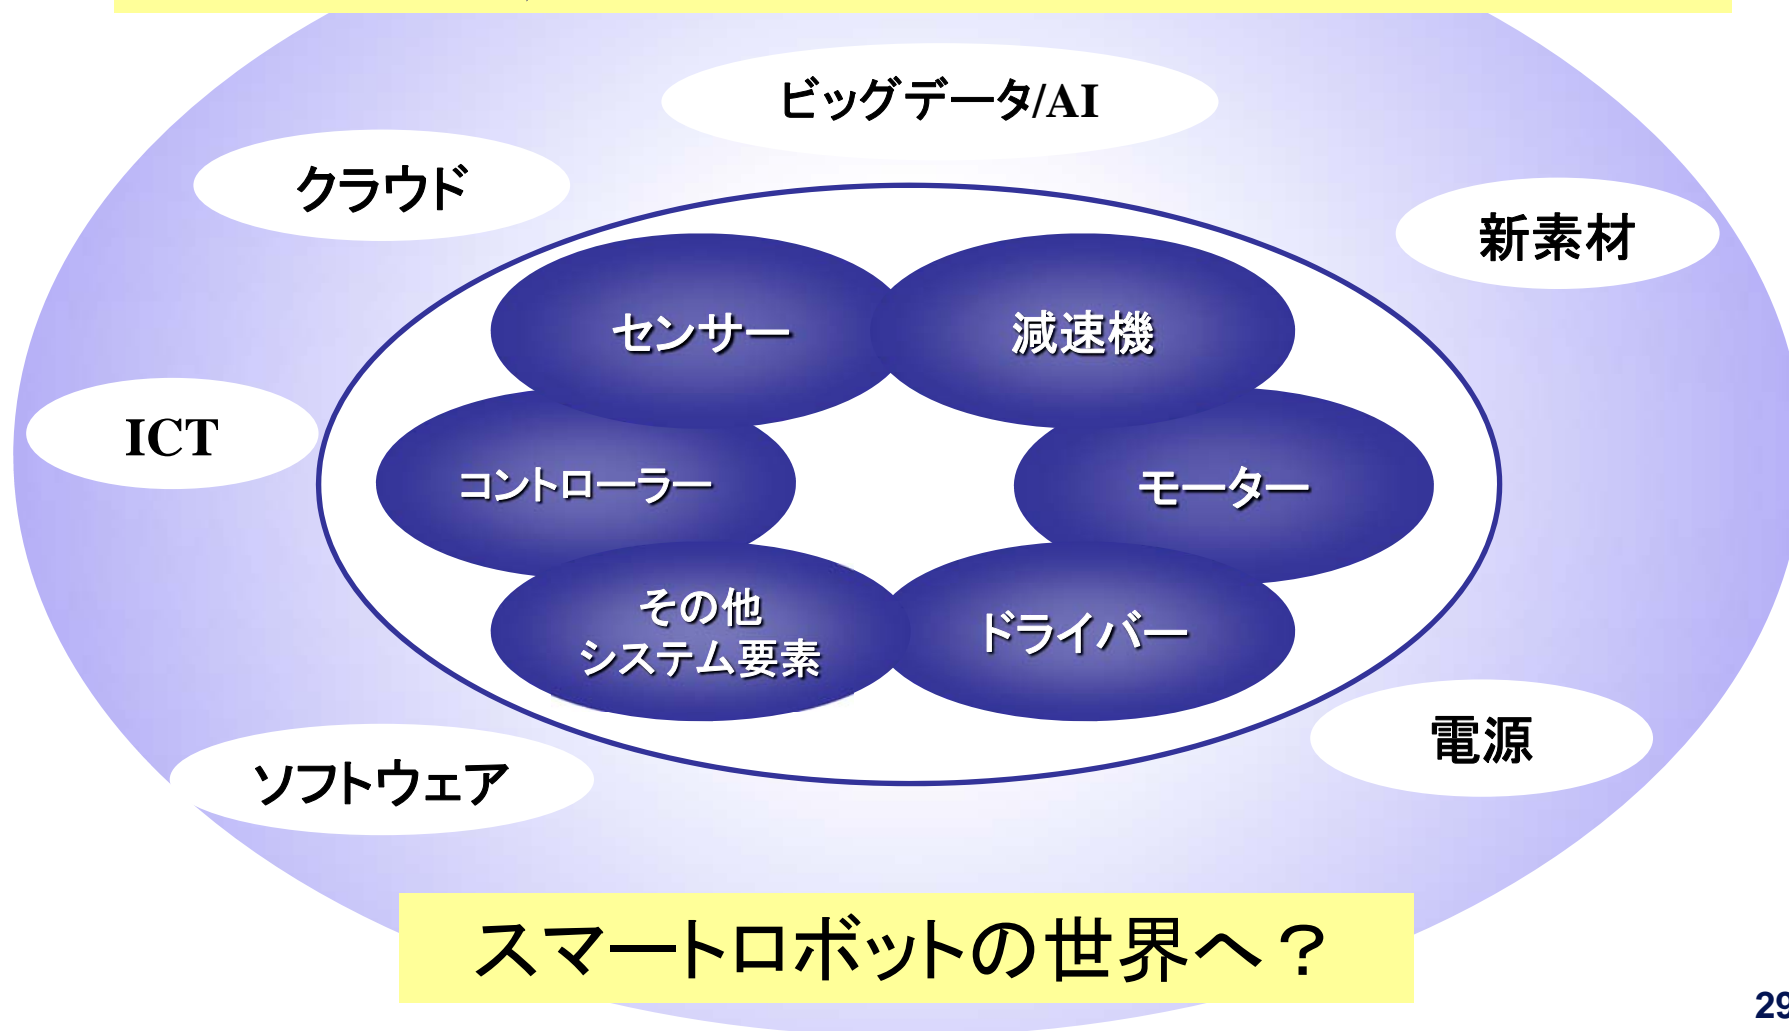 ビッグデータ/AI
クラウド
新素材
センサー
減速機
ICT
コントローラー
モーター
その他
システム要素
ドライバー
ソフトウェア
電源
スマートロボットの世界へ？
29